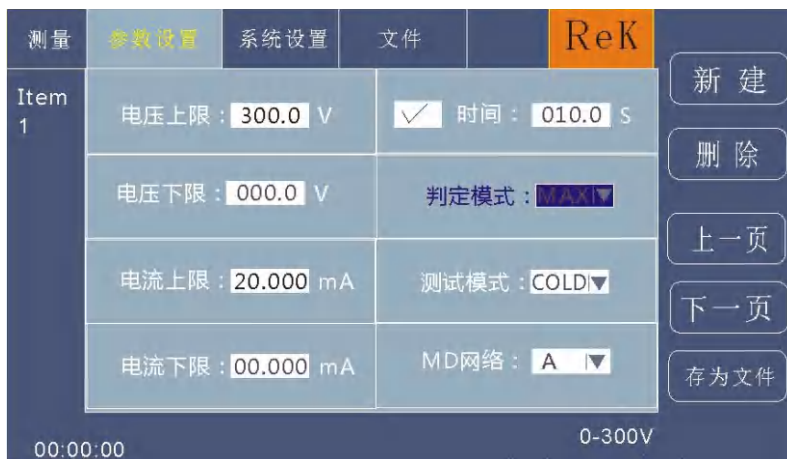 测量 参数设置 系统设置 文件 ReK
Item
1
电压上限：300.0 V
✓ 时间： 010.0 S
电压下限：000.0 V
判定模式：MAX
电流上限：20.000 mA
测试模式：COLD
电流下限：00.000 mA
MD网络： A
新建
删除
上一页
下一页
存为文件
00:00:00
0-300V